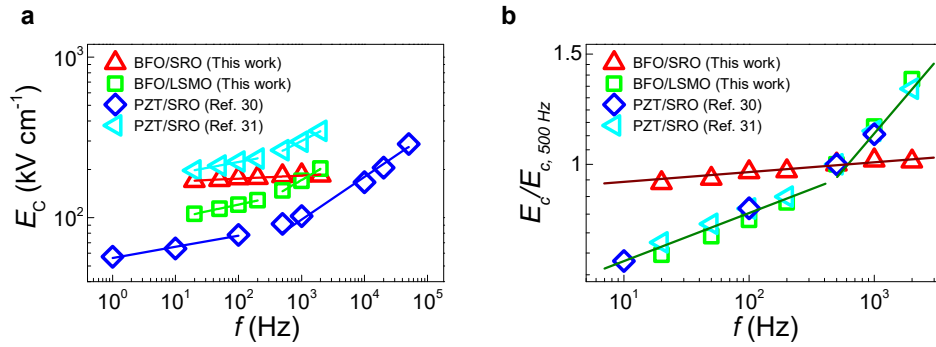 a
10³
10²
E_C (kV cm⁻¹)
BFO/SRO (This work)
BFO/LSMO (This work)
PZT/SRO (Ref. 30)
PZT/SRO (Ref. 31)
10⁰ 10¹ 10² 10³ 10⁴ 10⁵
f (Hz)
b
1.5
1
E_c/E_c, 500 Hz
BFO/SRO (This work)
BFO/LSMO (This work)
PZT/SRO (Ref. 30)
PZT/SRO (Ref. 31)
10¹ 10² 10³
f (Hz)